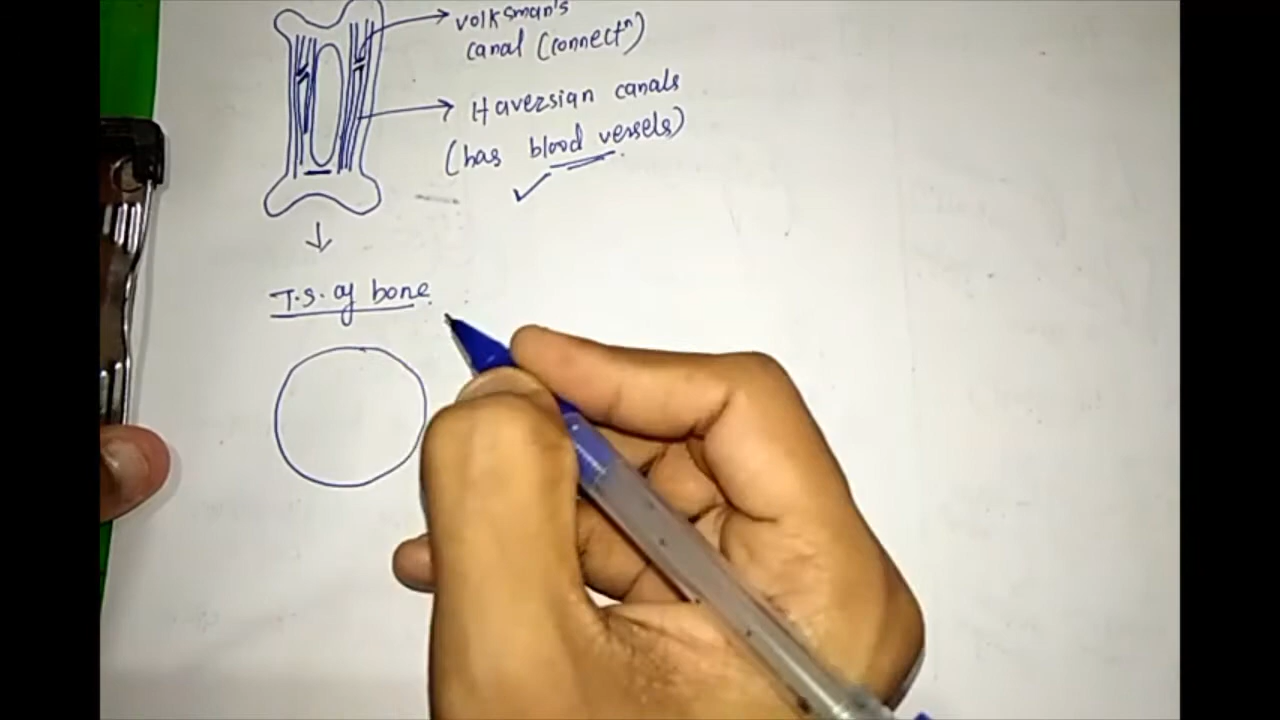 volksman's
canal (connectⁿ)
Haversian canals
(has blood vessels)
T.S. of bone